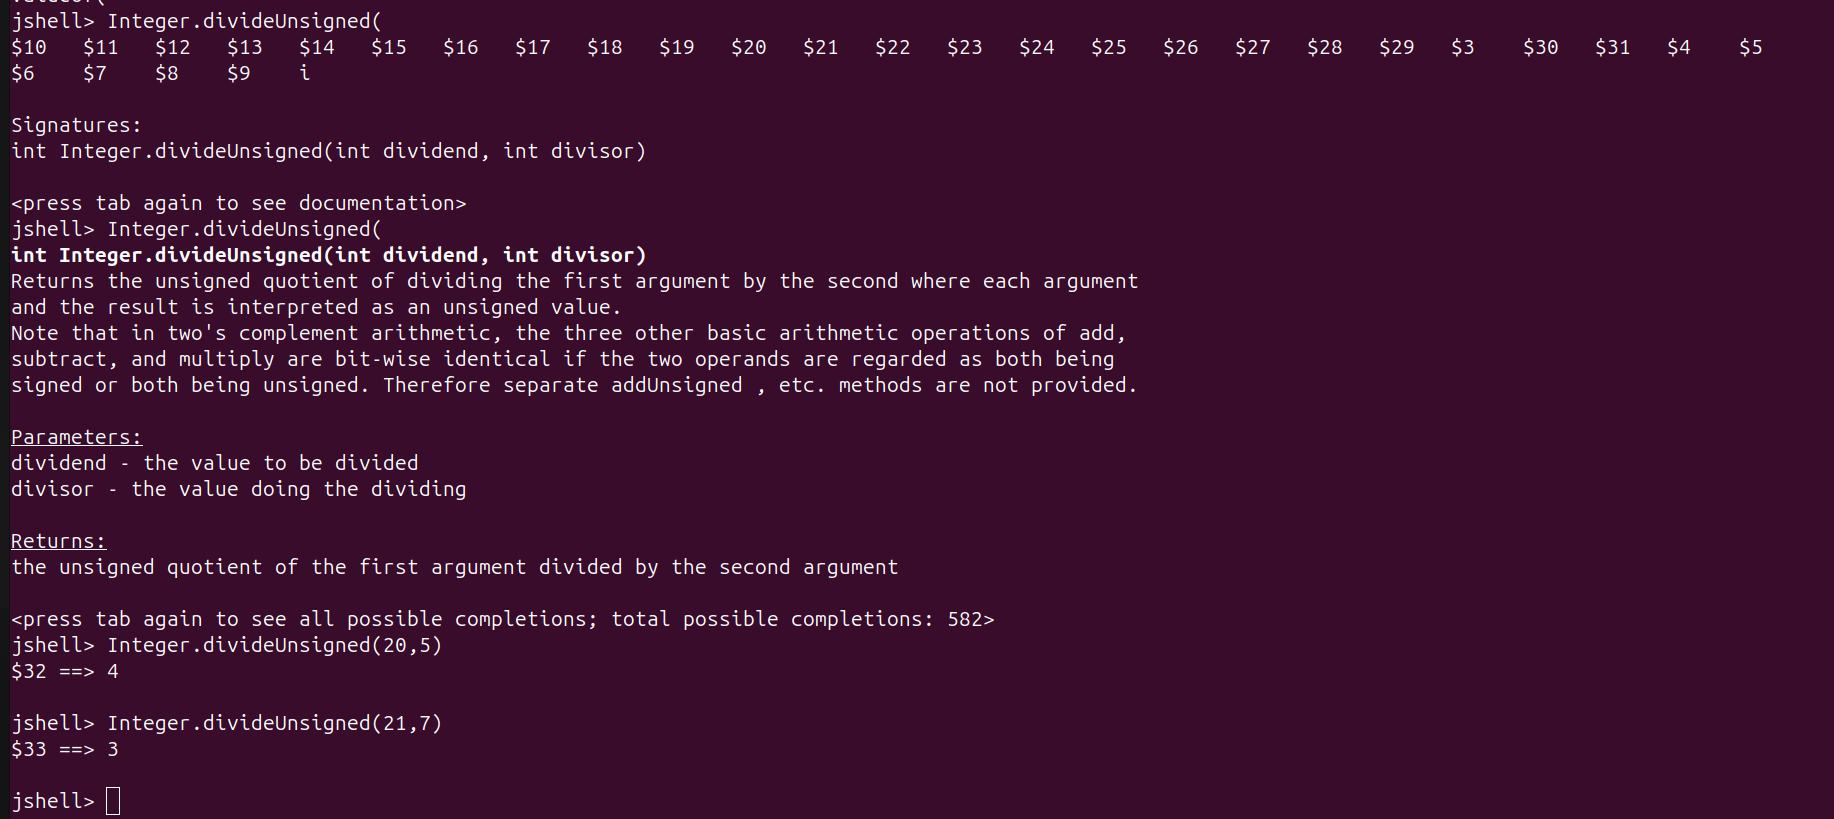 jshell> Integer.divideUnsigned(
$10   $11   $12   $13   $14   $15   $16   $17   $18   $19   $20   $21   $22   $23   $24   $25   $26   $27   $28   $29   $3    $30   $31   $4    $5
$6    $7    $8    $9    i
Signatures:
int Integer.divideUnsigned(int dividend, int divisor)
<press tab again to see documentation>
jshell> Integer.divideUnsigned(
int Integer.divideUnsigned(int dividend, int divisor)
Returns the unsigned quotient of dividing the first argument by the second where each argument
and the result is interpreted as an unsigned value.
Note that in two's complement arithmetic, the three other basic arithmetic operations of add,
subtract, and multiply are bit-wise identical if the two operands are regarded as both being
signed or both being unsigned. Therefore separate addUnsigned , etc. methods are not provided.
Parameters:
dividend - the value to be divided
divisor - the value doing the dividing
Returns:
the unsigned quotient of the first argument divided by the second argument
<press tab again to see all possible completions; total possible completions: 582>
jshell> Integer.divideUnsigned(20,5)
$32 ==> 4
jshell> Integer.divideUnsigned(21,7)
$33 ==> 3
jshell>